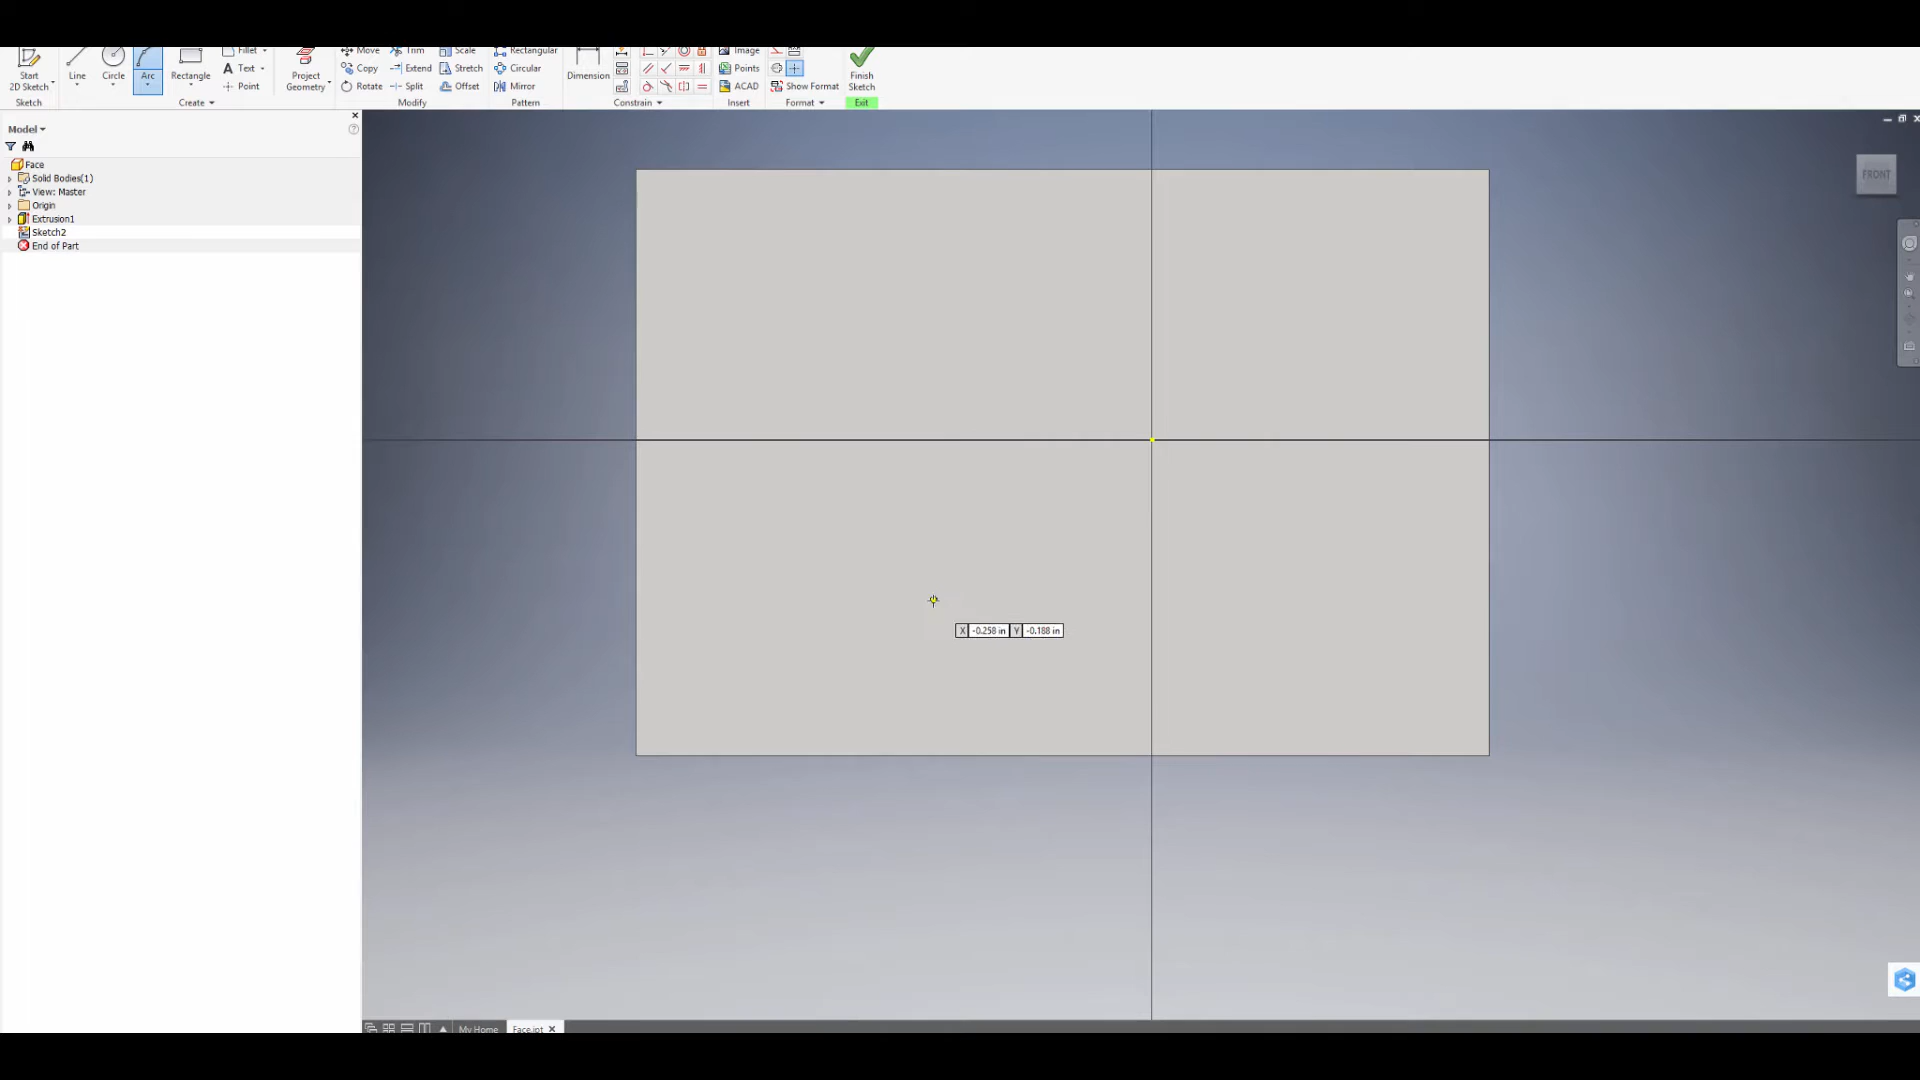 Fillet
Move
Trim
Scale
Rectangular
Image
Start
2D Sketch
Line
Circle
Arc
Rectangle
Text
Point
Project
Geometry
Copy
Extend
Stretch
Circular
Dimension
Points
Finish
Sketch
Rotate
Split
Offset
Mirror
ACAD
Show Format
Sketch
Create
Modify
Pattern
Constrain
Insert
Format
Exit
Model
Face
Solid Bodies(1)
View: Master
Origin
Extrusion1
Sketch2
End of Part
FRONT
X -0.258 in Y -0.188 in
My Home
Face.ipt